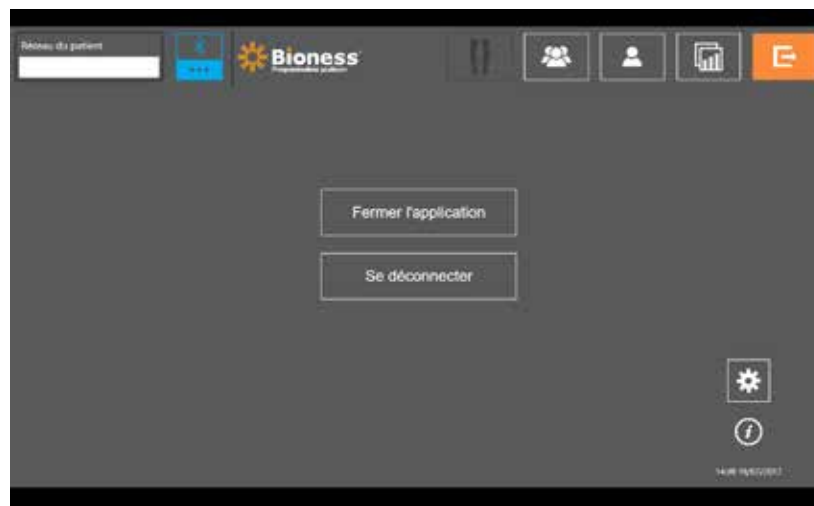 Réseau du patient
Bioness
Fermer l'application
Se déconnecter